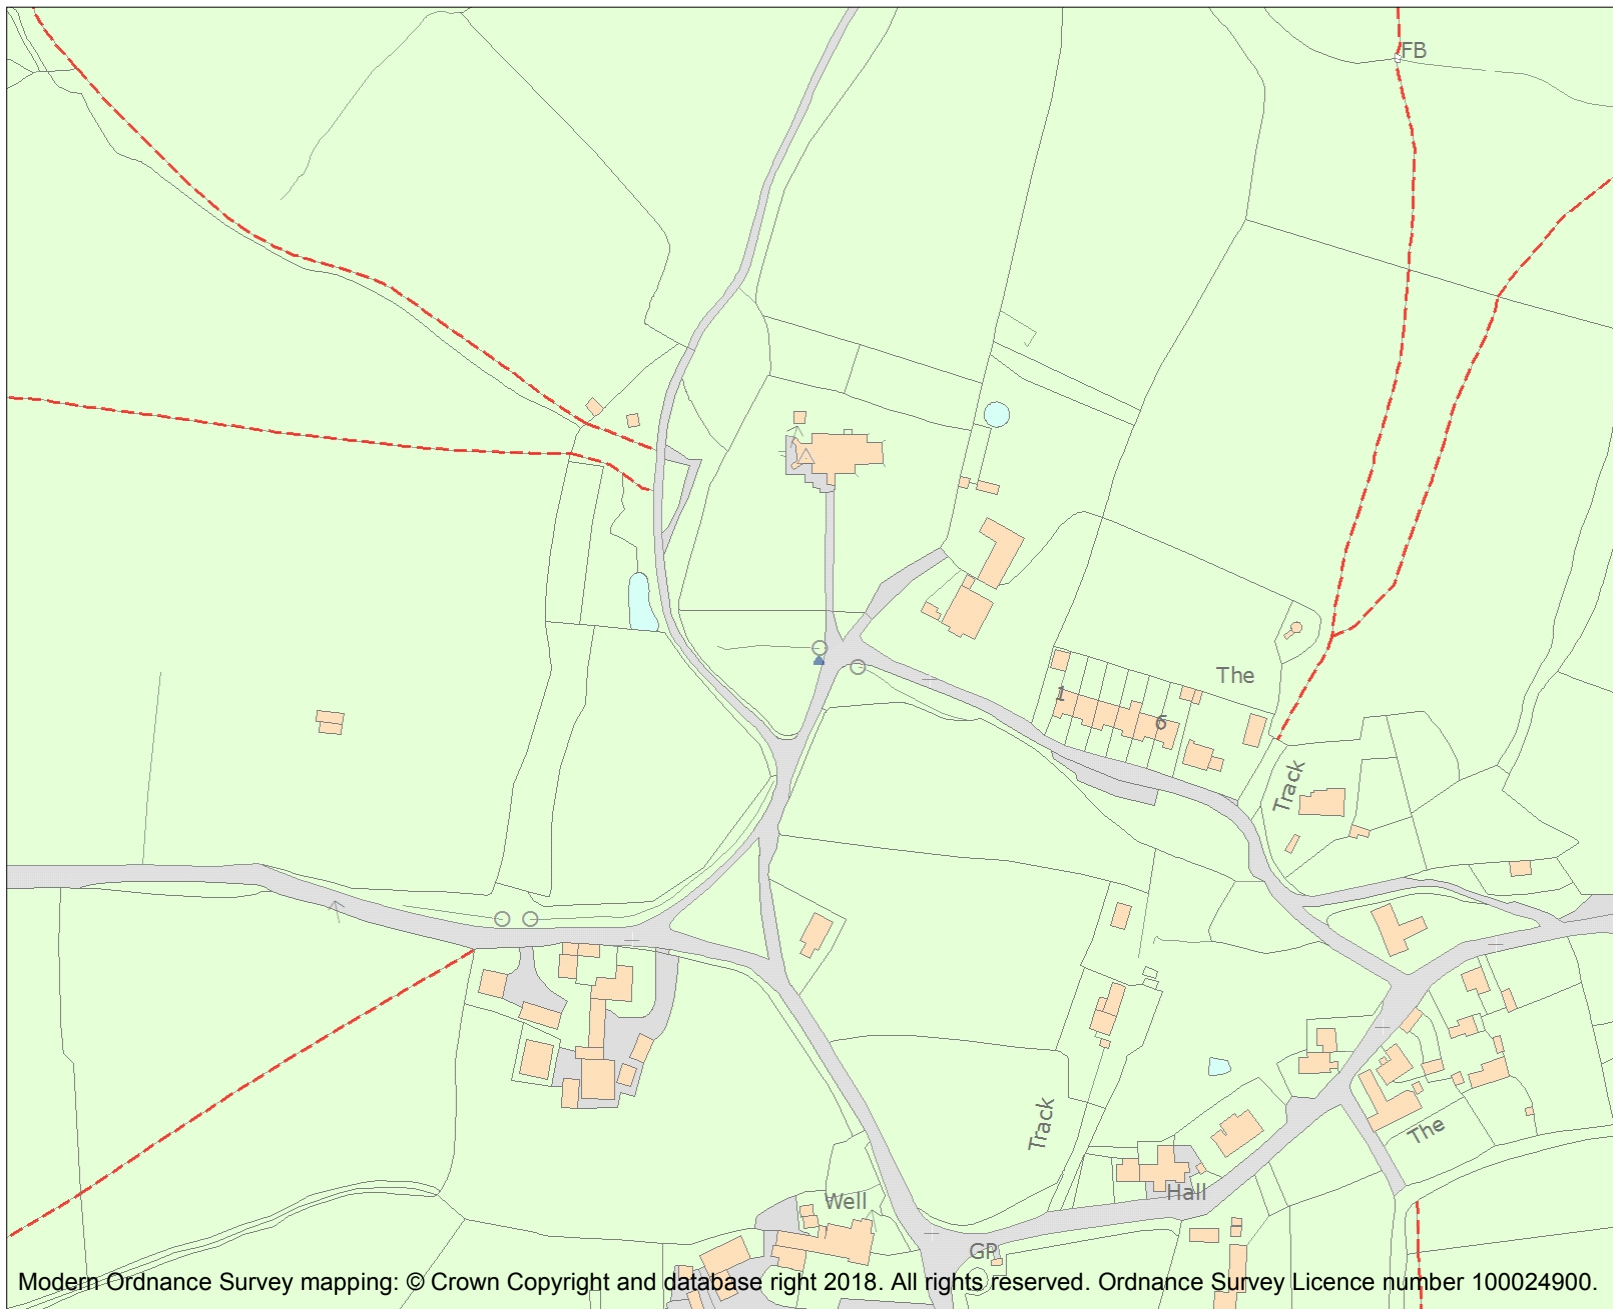 FB
The
1
6
Track
Track
The
Hall
Well
GP
Modern Ordnance Survey mapping: © Crown Copyright and database right 2018. All rights reserved. Ordnance Survey Licence number 100024900.